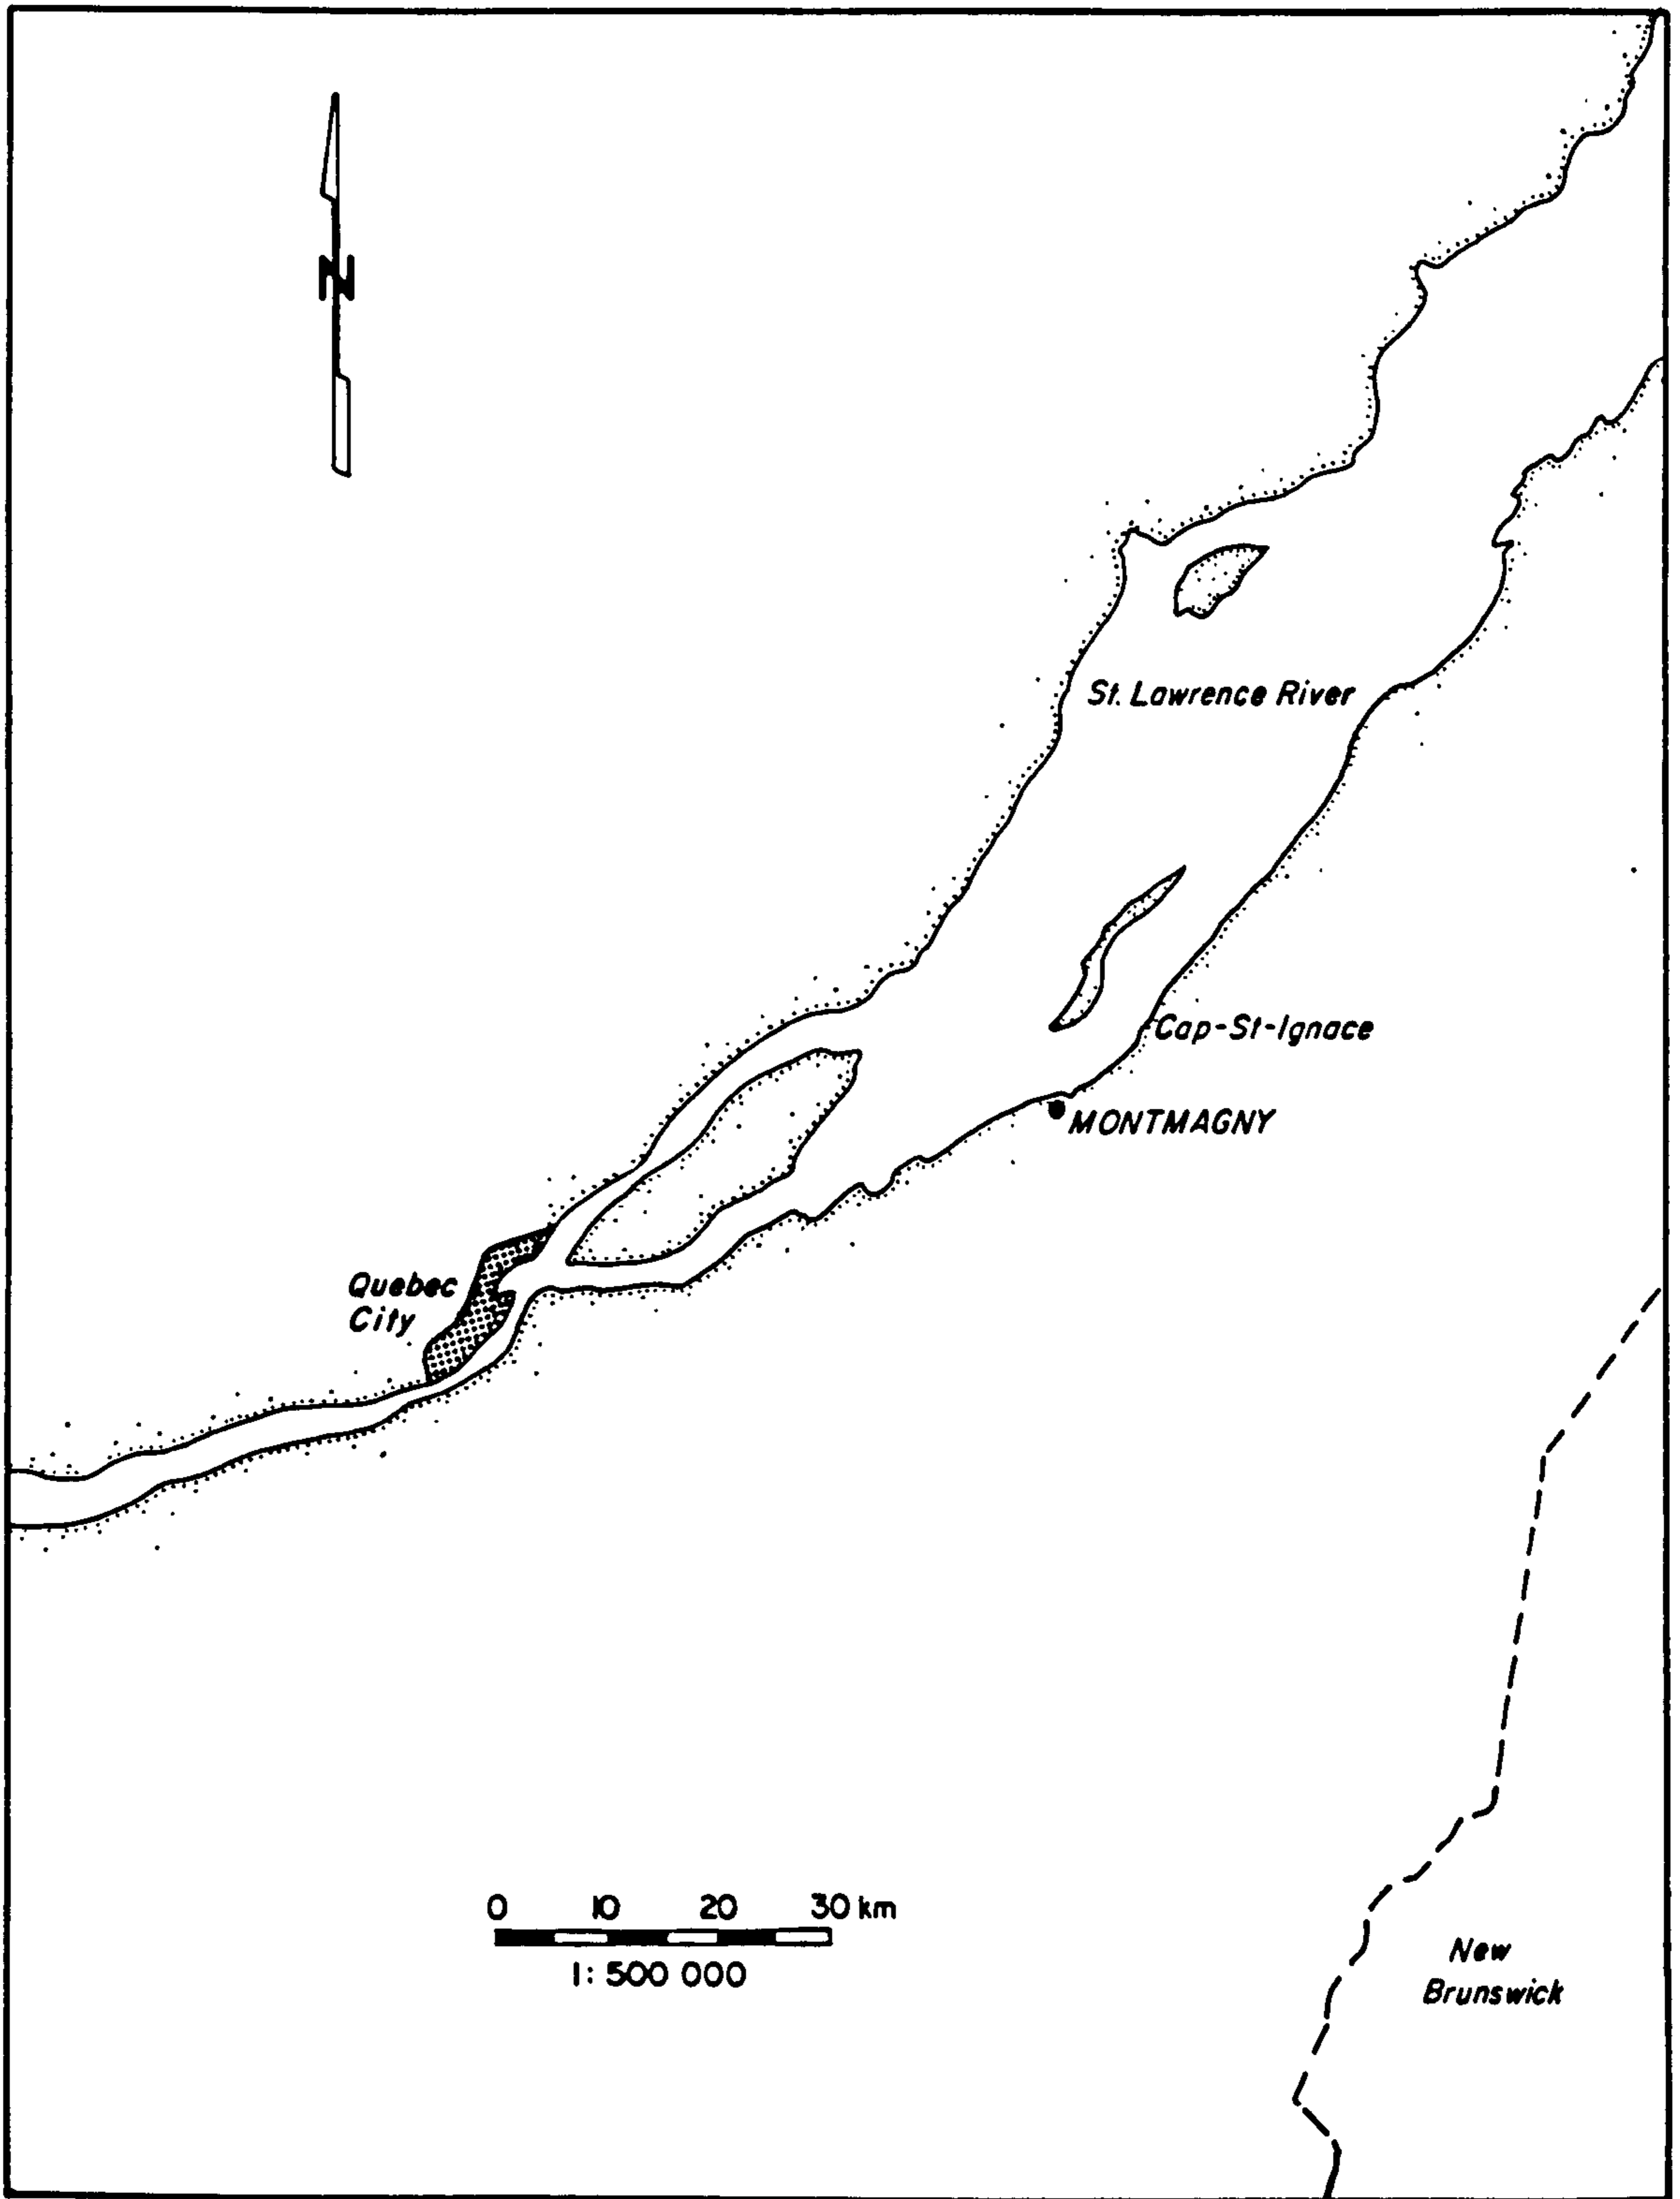 N
St. Lawrence River
Cap-St-Ignace
MONTMAGNY
Quebec
City
0 10 20 30 km
1: 500 000
New
Brunswick